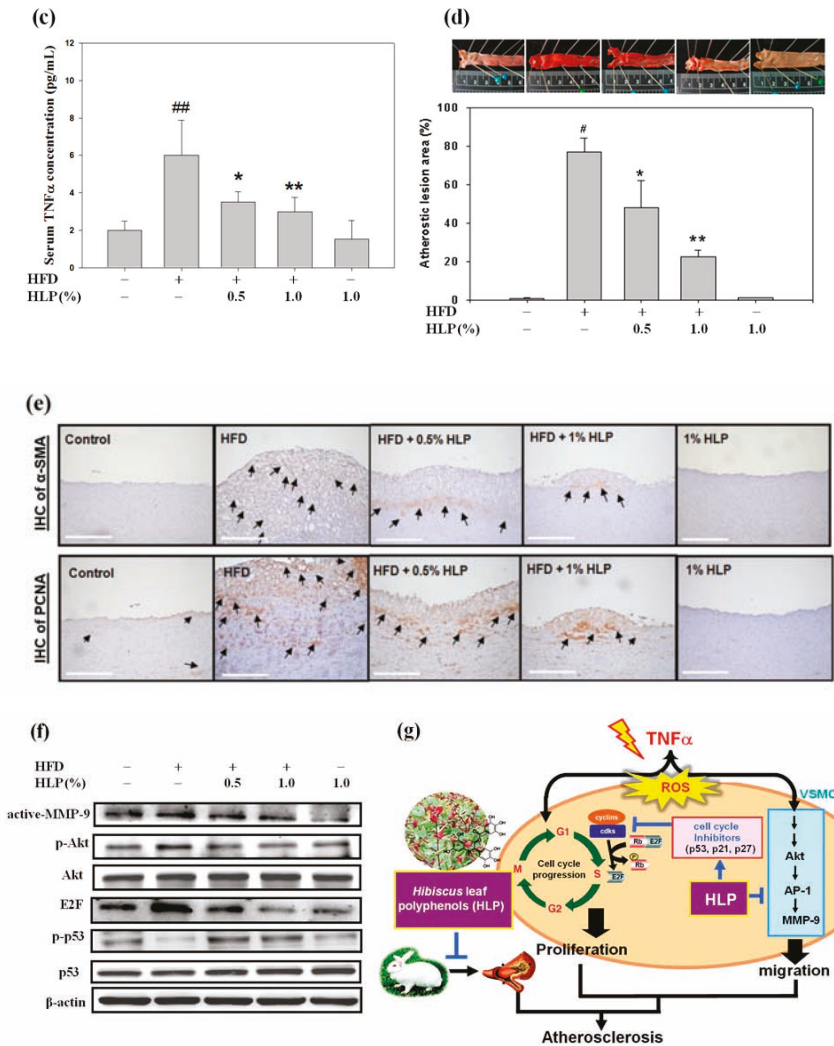 (c)
Serum TNFα concentration (pg/mL)
12
10
8
6
4
2
0
##
*
**
HFD – + + + –
HLP(%) – – 0.5 1.0 1.0
(d)
Atherostic lesion area (%)
100
80
60
40
20
0
#
*
**
HFD – + + + –
HLP(%) – – 0.5 1.0 1.0
(e)
IHC of α-SMA
Control
HFD
HFD + 0.5% HLP
HFD + 1% HLP
1% HLP
IHC of PCNA
Control
HFD
HFD + 0.5% HLP
HFD + 1% HLP
1% HLP
(f)
HFD – + + + –
HLP(%) – – 0.5 1.0 1.0
active-MMP-9
p-Akt
Akt
E2F
p-p53
p53
β-actin
(g)
TNFα
ROS
VSMC
cyclins
cdks
Rb E2F
P
Rb
E2F
G1
S
G2
M
Cell cycle
progression
cell cycle
Inhibitors
(p53, p21, p27)
HLP
Akt
AP-1
MMP-9
Hibiscus leaf
polyphenols (HLP)
Proliferation
migration
Atherosclerosis